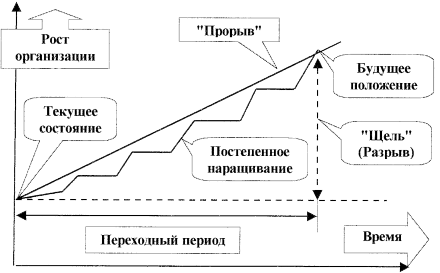 Рост
организации
"Прорыв"
Будущее
положение
Текущее
состояние
Постепенное
наращивание
"Щель"
(Разрыв)
Переходный период
Время